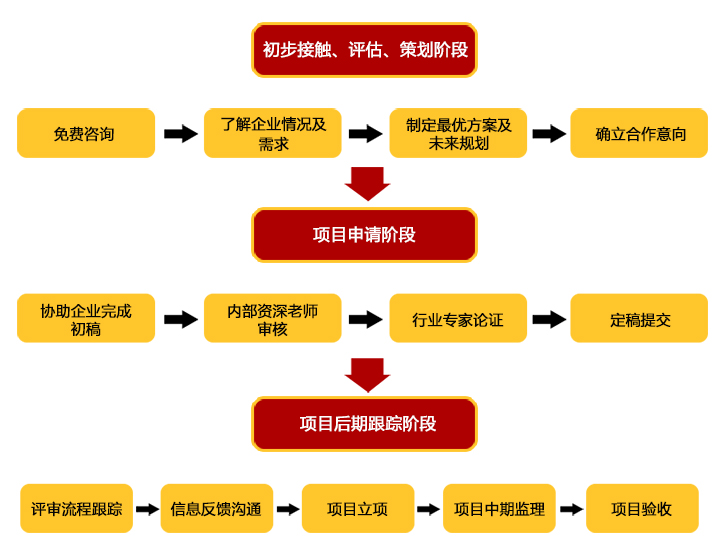 初步接触、评估、策划阶段
免费咨询
了解企业情况及
需求
制定最优方案及
未来规划
确立合作意向
项目申请阶段
协助企业完成
初稿
内部资深老师
审核
行业专家论证
定稿提交
项目后期跟踪阶段
评审流程跟踪
信息反馈沟通
项目立项
项目中期监理
项目验收